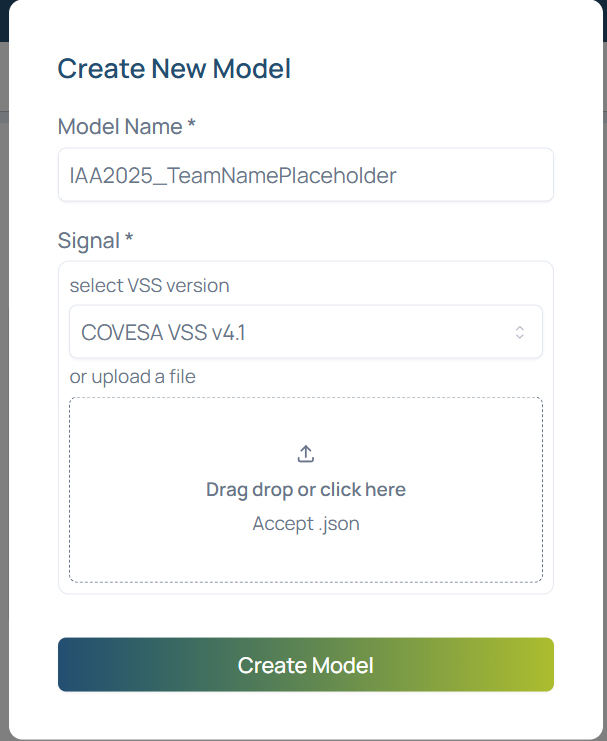 Create New Model
Model Name *
IAA2025_TeamNamePlaceholder
Signal *
select VSS version
COVESA VSS v4.1
or upload a file
Drag drop or click here
Accept .json
Create Model